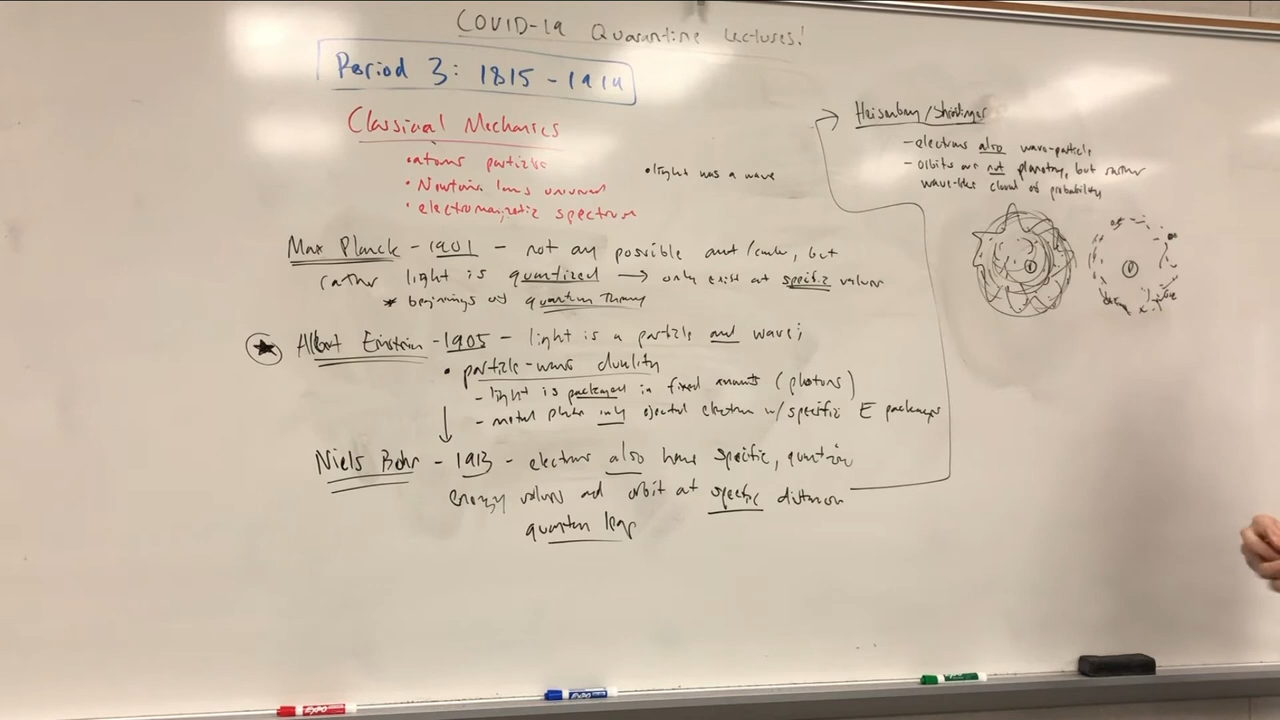 COVID-19 Quarantine Lectures!
Period 3: 1815 - 1914
Classical Mechanics
• atoms particles
• Newton's laws universal
• electromagnetic spectrum
• light was a wave
Max Planck - 1901 - not any possible amt /, but
rather light is quantized → only exist at specific values
* beginnings of quantum Theory
Albert Einstein - 1905 - light is a particle and wave;
• particle-wave duality
- light is packaged in fixed amounts (photons)
- metal plate only ejected electron w/ specific E packages
Niels Bohr - 1913 - electrons also have specific, quantum
energy values and orbit at specific distances
quantum leap
Heisenberg/Shrodinger
- electrons also wave-particle
- orbits are not planetary, but rather
wave-like cloud of probability
EXPO
EXPO
EXPO